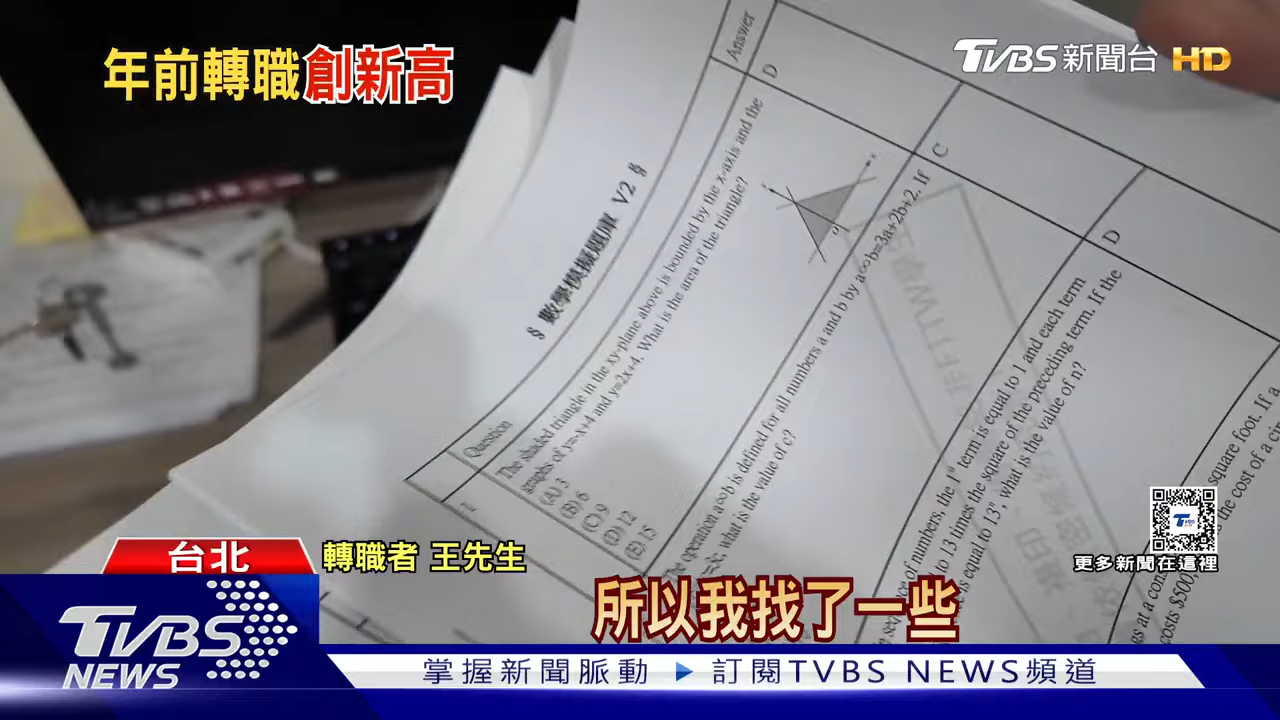 年前轉職創新高
TVBS新聞台 HD
Answer
§ 數學模擬題庫 V2 §
Question
D
The shaded triangle in the xy-plane above is bounded by the x-axis and the
graphs of y=-x+4 and y=2x+4. What is the area of the triangle?
(A) 3
(B) 6
(C) 9
(D) 12
(E) 15
C
operation a∞b is defined for all numbers a and b by a∞b=3a+2b+2. If
what is the value of c?
D
of numbers, the 1st term is equal to 1 and each term
to 13 times the square of the preceding term. If the
is equal to 13ⁿ, what is the value of n?
square foot. If a
at a
costs $500,
the cost of a
更多新聞在這裡
台北
轉職者 王先生
所以我找了一些
TVBS
NEWS
掌握新聞脈動 ▶ 訂閱TVBS NEWS頻道